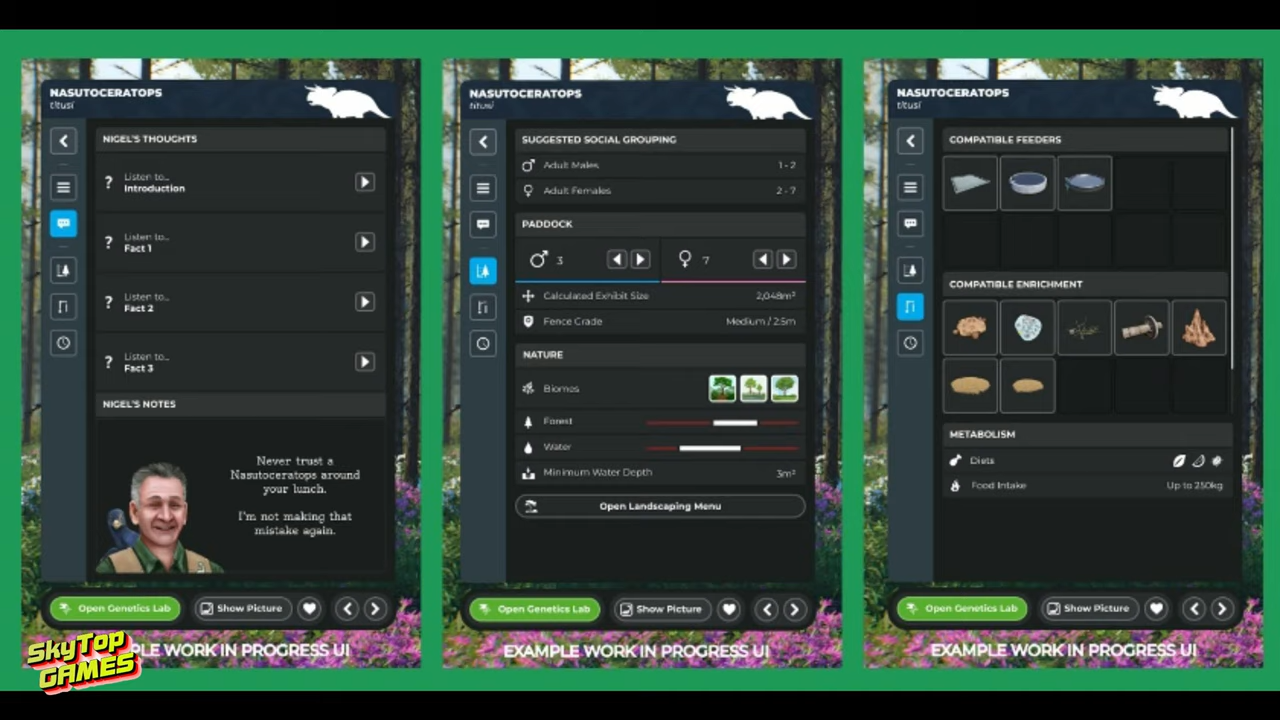 NASUTOCERATOPS
titusi
NIGEL'S THOUGHTS
Listen to...
Introduction
Listen to...
Fact 1
Listen to...
Fact 2
Listen to...
Fact 3
NIGEL'S NOTES
Never trust a
Nasutoceratops around
your lunch.
I'm not making that
mistake again.
Open Genetics Lab
Show Picture
SkyTop
GAMES
PLE WORK IN PROGRESS UI
NASUTOCERATOPS
titusi
SUGGESTED SOCIAL GROUPING
Adult Males 1 - 2
Adult Females 2 - 7
PADDOCK
3 7
Calculated Exhibit Size 2,048m²
Fence Grade Medium / 2.5m
NATURE
Biomes
Forest
Water
Minimum Water Depth 3m²
Open Landscaping Menu
Open Genetics Lab
Show Picture
EXAMPLE WORK IN PROGRESS UI
NASUTOCERATOPS
titusi
COMPATIBLE FEEDERS
COMPATIBLE ENRICHMENT
METABOLISM
Diets
Food Intake Up to 250kg
Open Genetics Lab
Show Picture
EXAMPLE WORK IN PROGRESS UI